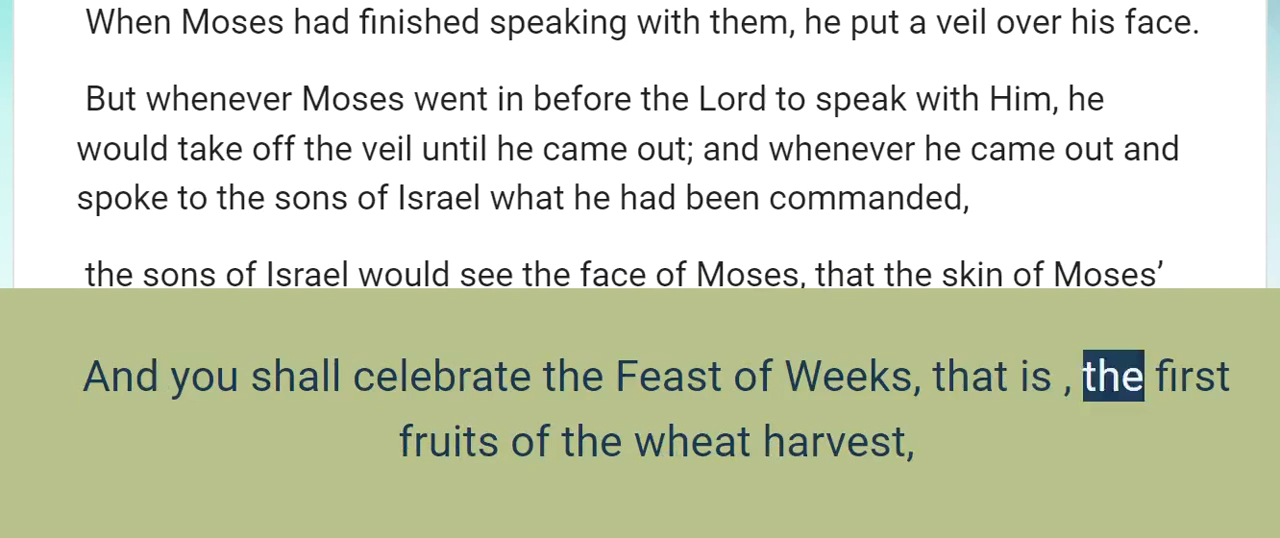 When Moses had finished speaking with them, he put a veil over his face.
But whenever Moses went in before the Lord to speak with Him, he
would take off the veil until he came out; and whenever he came out and
spoke to the sons of Israel what he had been commanded,
the sons of Israel would see the face of Moses, that the skin of Moses’
And you shall celebrate the Feast of Weeks, that is , the first
fruits of the wheat harvest,